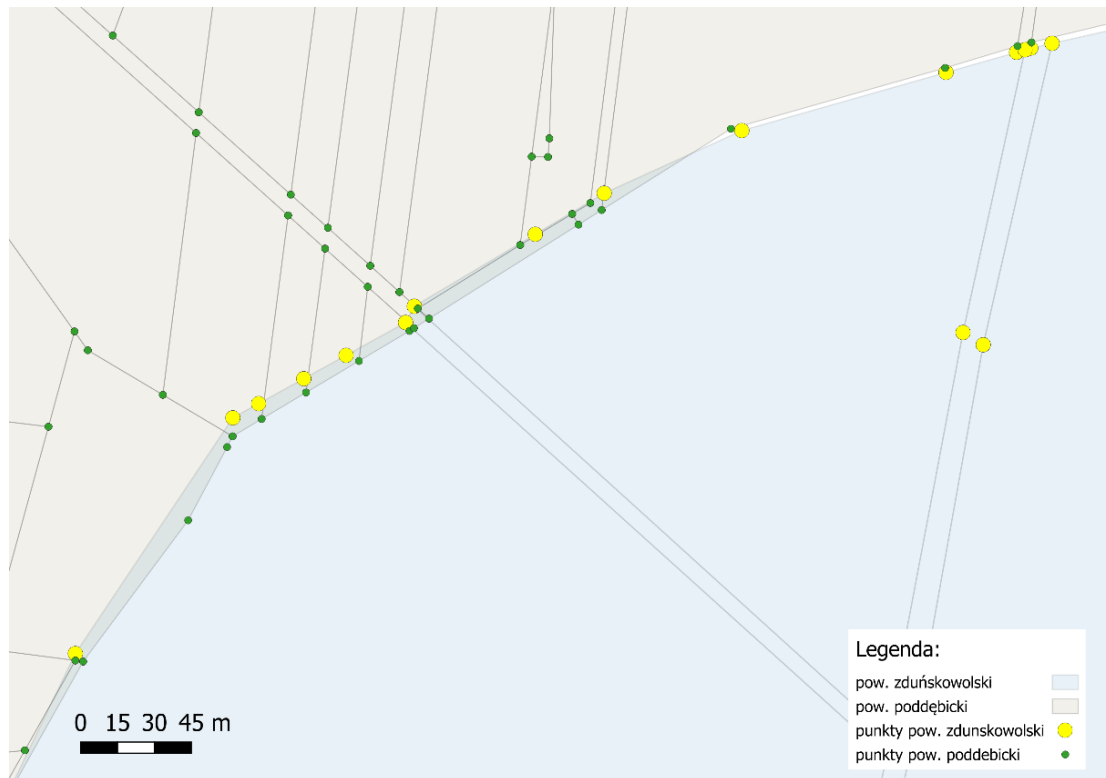 Legenda:
pow. zduńskowolski
pow. poddębicki
punkty pow. zdunskowolski
punkty pow. poddebicki
0 15 30 45 m